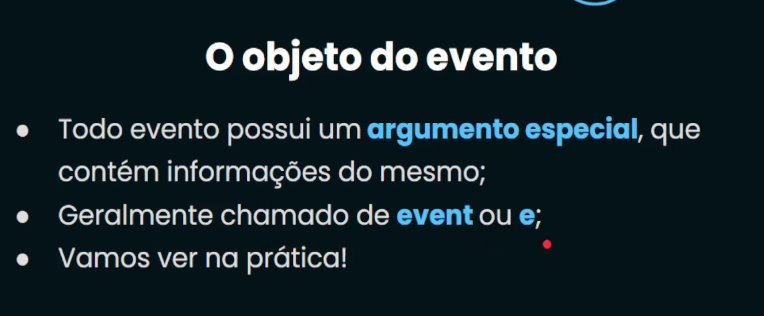 O objeto do evento
● Todo evento possui um argumento especial, que
contém informações do mesmo;
● Geralmente chamado de event ou e;
● Vamos ver na prática!